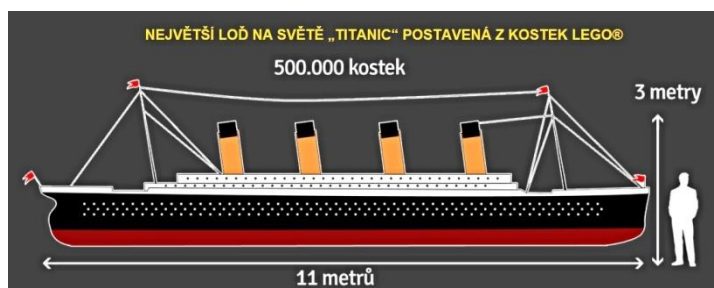 NEJVĚTŠÍ LOĎ NA SVĚTĚ „TITANIC“ POSTAVENÁ Z KOSTEK LEGO®
500.000 kostek
3 metry
11 metrů